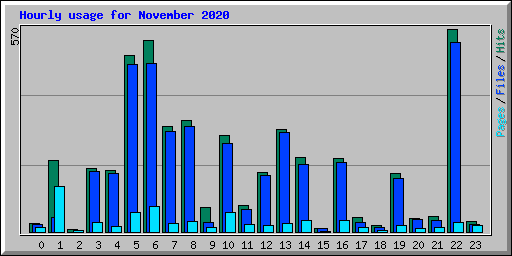 Hourly usage for November 2020
570
Pages/Files/Hits
0 1 2 3 4 5 6 7 8 9 10 11 12 13 14 15 16 17 18 19 20 21 22 23